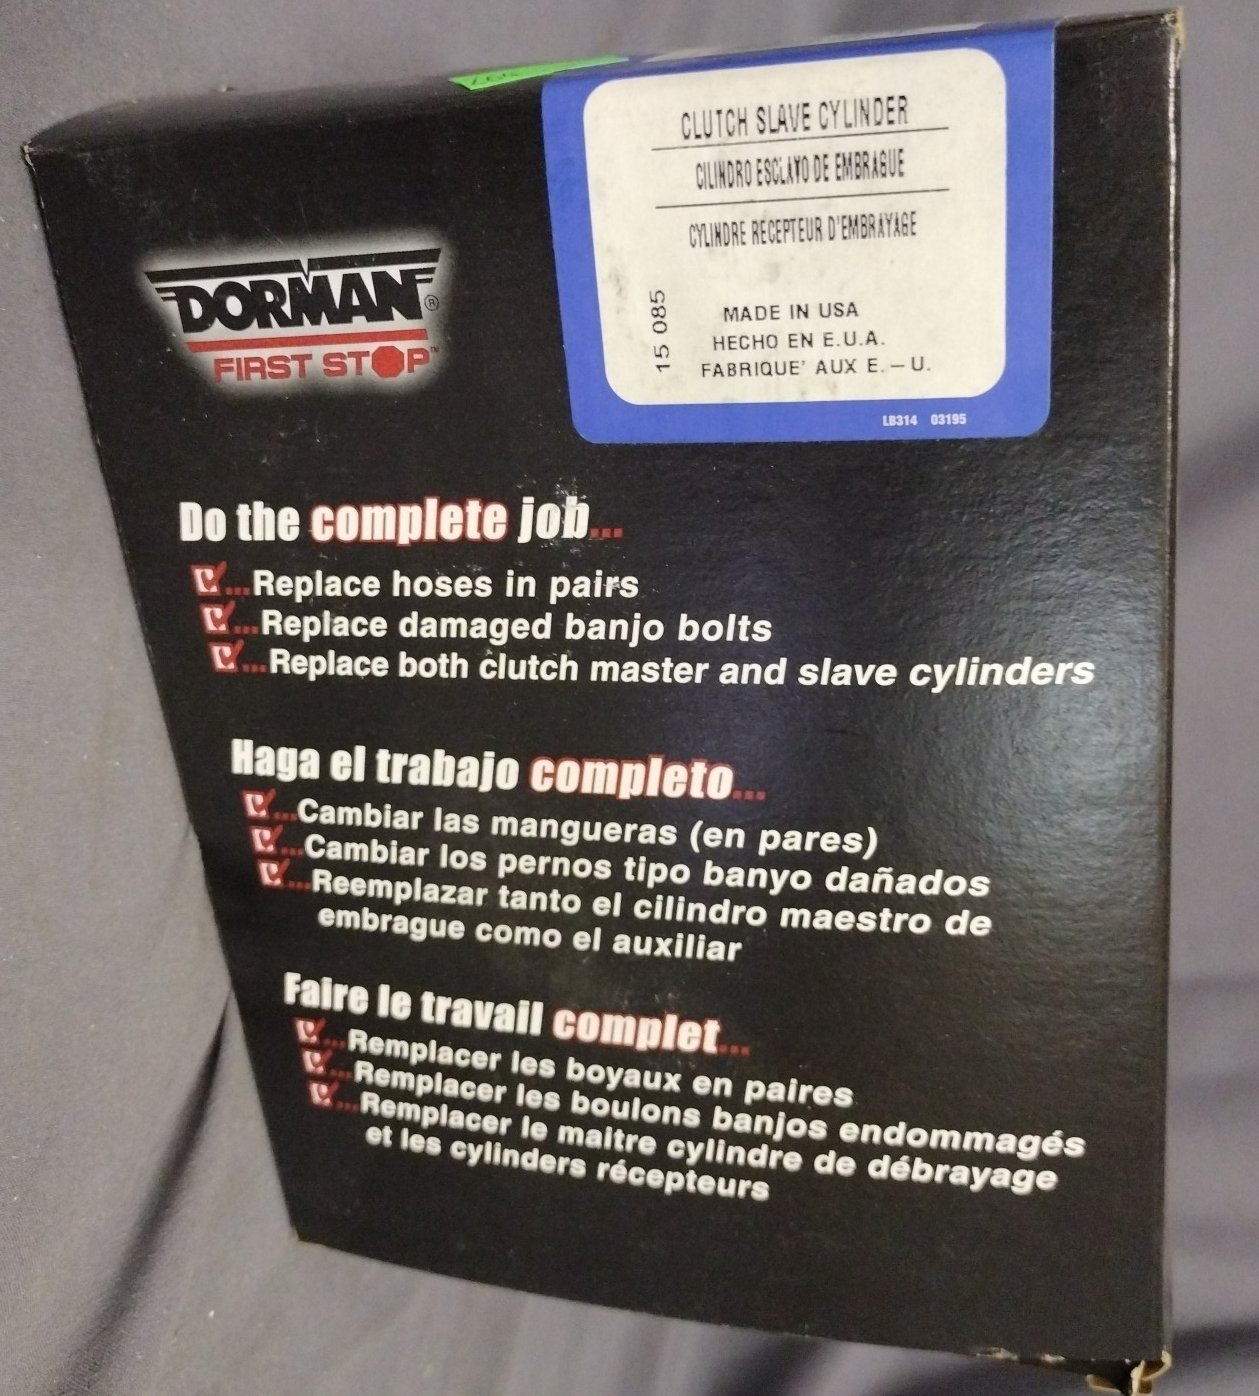 CLUTCH SLAVE CYLINDER
CILINDRO ESCLAVO DE EMBRAGUE
CYLINDRE RECEPTEUR D'EMBRAYAGE
15 085
MADE IN USA
HECHO EN E.U.A.
FABRIQUE' AUX E.–U.
LB314 03195
DORMAN®
FIRST STOP™
Do the complete job...
...Replace hoses in pairs
...Replace damaged banjo bolts
...Replace both clutch master and slave cylinders
Haga el trabajo completo...
...Cambiar las mangueras (en pares)
...Cambiar los pernos tipo banyo dañados
...Reemplazar tanto el cilindro maestro de
embrague como el auxiliar
Faire le travail complet...
...Remplacer les boyaux en paires
...Remplacer les boulons banjos endommagés
...Remplacer le maitre cylindre de débrayage
et les cylinders récepteurs